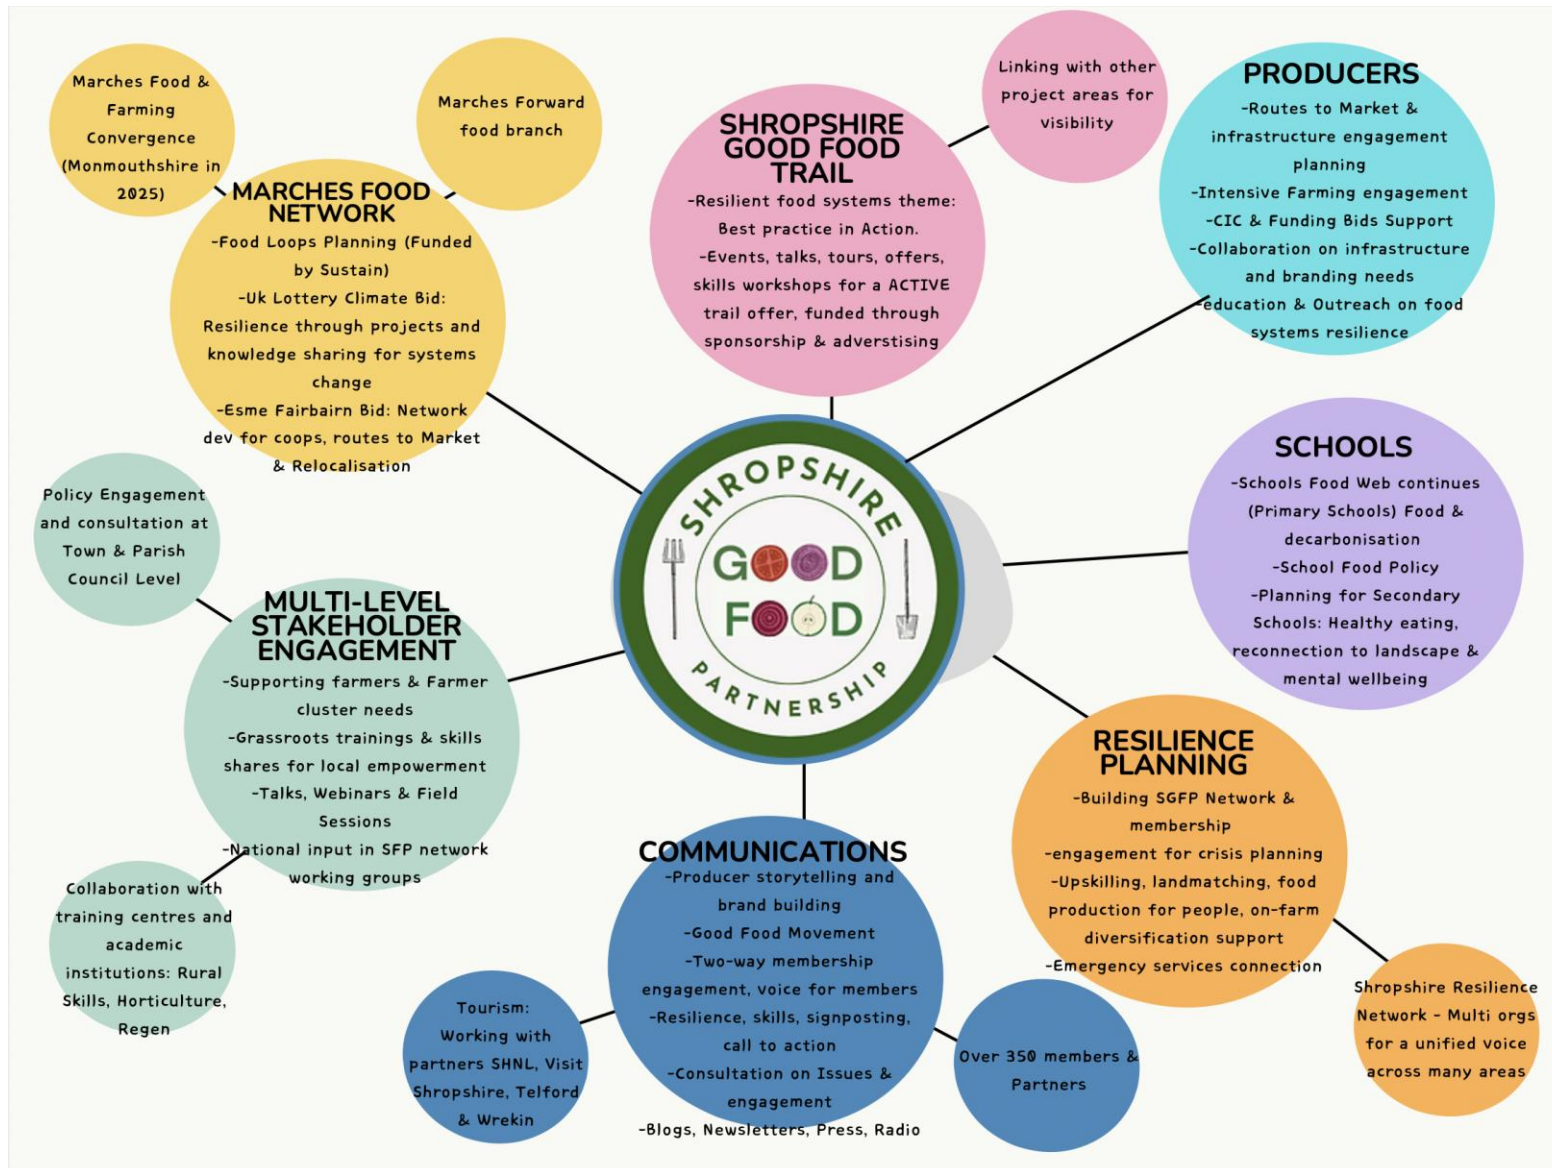 Marches Food &
Farming
Convergence
(Monmouthshire in
2025)
Marches Forward
food branch
MARCHES FOOD
NETWORK
-Food Loops Planning (Funded
by Sustain)
-Uk Lottery Climate Bid:
Resilience through projects and
knowledge sharing for systems
change
-Esme Fairbairn Bid: Network
dev for coops, routes to Market
& Relocalisation
SHROPSHIRE
GOOD FOOD
TRAIL
-Resilient food systems theme:
Best practice in Action.
-Events, talks, tours, offers,
skills workshops for a ACTIVE
trail offer, funded through
sponsorship & adverstising
Linking with other
project areas for
visibility
PRODUCERS
-Routes to Market &
infrastructure engagement
planning
-Intensive Farming engagement
-CIC & Funding Bids Support
-Collaboration on infrastructure
and branding needs
-education & Outreach on food
systems resilience
SHROPSHIRE
GOOD
FOOD
PARTNERSHIP
SCHOOLS
-Schools Food Web continues
(Primary Schools) Food &
decarbonisation
-School Food Policy
-Planning for Secondary
Schools: Healthy eating,
reconnection to landscape &
mental wellbeing
Policy Engagement
and consultation at
Town & Parish
Council Level
MULTI-LEVEL
STAKEHOLDER
ENGAGEMENT
-Supporting farmers & Farmer
cluster needs
-Grassroots trainings & skills
shares for local empowerment
-Talks, Webinars & Field
Sessions
-National input in SFP network
working groups
Collaboration with
training centres and
academic
institutions: Rural
Skills, Horticulture,
Regen
COMMUNICATIONS
-Producer storytelling and
brand building
-Good Food Movement
-Two-way membership
engagement, voice for members
-Resilience, skills, signposting,
call to action
-Consultation on Issues &
engagement
-Blogs, Newsletters, Press, Radio
Tourism:
Working with
partners SHNL, Visit
Shropshire, Telford
& Wrekin
Over 350 members &
Partners
RESILIENCE
PLANNING
-Building SGFP Network &
membership
-engagement for crisis planning
-Upskilling, landmatching, food
production for people, on-farm
diversification support
-Emergency services connection
Shropshire Resilience
Network - Multi orgs
for a unified voice
across many areas